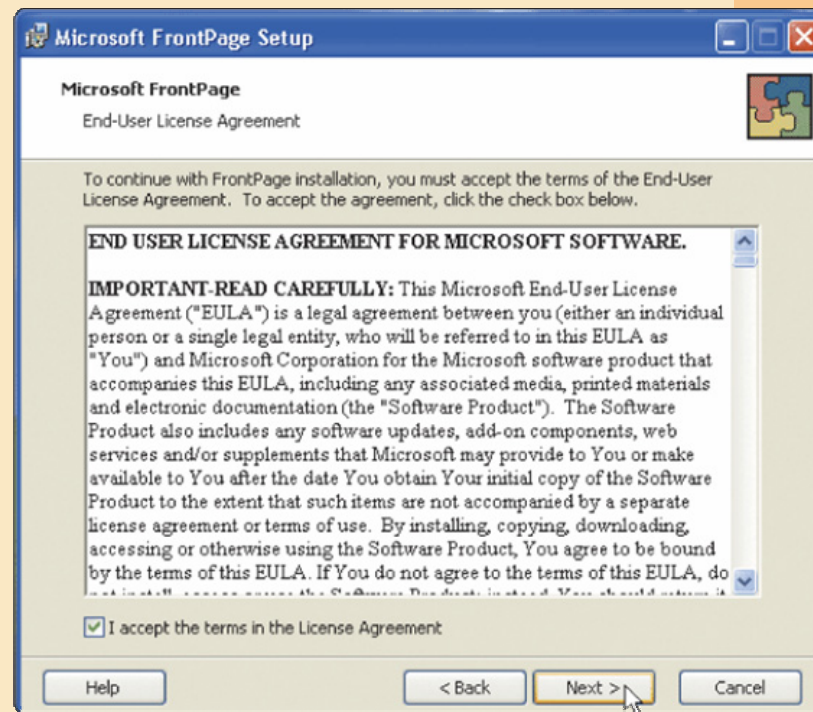 Microsoft FrontPage Setup
Microsoft FrontPage
End-User License Agreement
To continue with FrontPage installation, you must accept the terms of the End-User
License Agreement.  To accept the agreement, click the check box below.
END USER LICENSE AGREEMENT FOR MICROSOFT SOFTWARE.
IMPORTANT-READ CAREFULLY: This Microsoft End-User License
Agreement ("EULA") is a legal agreement between you (either an individual
person or a single legal entity, who will be referred to in this EULA as
"You") and Microsoft Corporation for the Microsoft software product that
accompanies this EULA, including any associated media, printed materials
and electronic documentation (the "Software Product").  The Software
Product also includes any software updates, add-on components, web
services and/or supplements that Microsoft may provide to You or make
available to You after the date You obtain Your initial copy of the Software
Product to the extent that such items are not accompanied by a separate
license agreement or terms of use.  By installing, copying, downloading,
accessing or otherwise using the Software Product, You agree to be bound
by the terms of this EULA. If You do not agree to the terms of this EULA, do
I accept the terms in the License Agreement
Help
< Back
Next >
Cancel